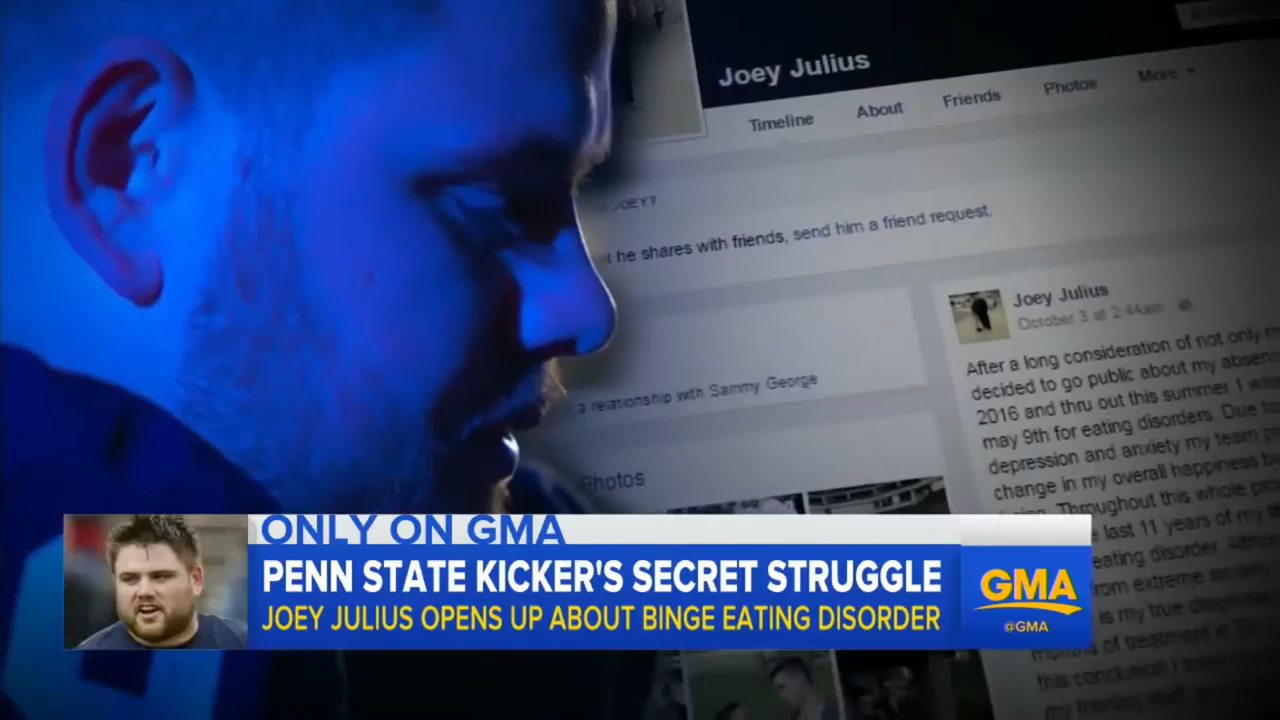 Joey Julius
Timeline About Friends Photos More
he shares with friends, send him a friend request.
Joey Julius
October 3 at 2:44am
a relationship with Sammy George
After a long consideration of not only
decided to go public about my
2016 and thru out this summer I
may 9th for eating disorders. Due
depression and anxiety my team
change in my overall happiness
Photos
Throughout this whole
last 11 years of my
eating disorder.
from extreme
is my true
of treatment in
this conclusion I
ONLY ON GMA
PENN STATE KICKER'S SECRET STRUGGLE
JOEY JULIUS OPENS UP ABOUT BINGE EATING DISORDER
GMA
@GMA